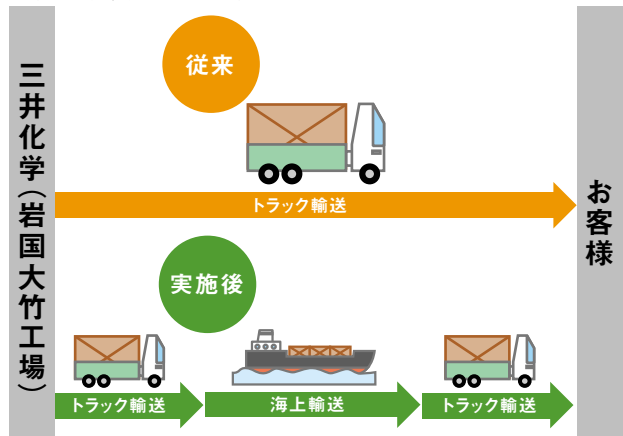 三井化学(岩国大竹工場)
従来
トラック輸送
お客様
実施後
トラック輸送
海上輸送
トラック輸送